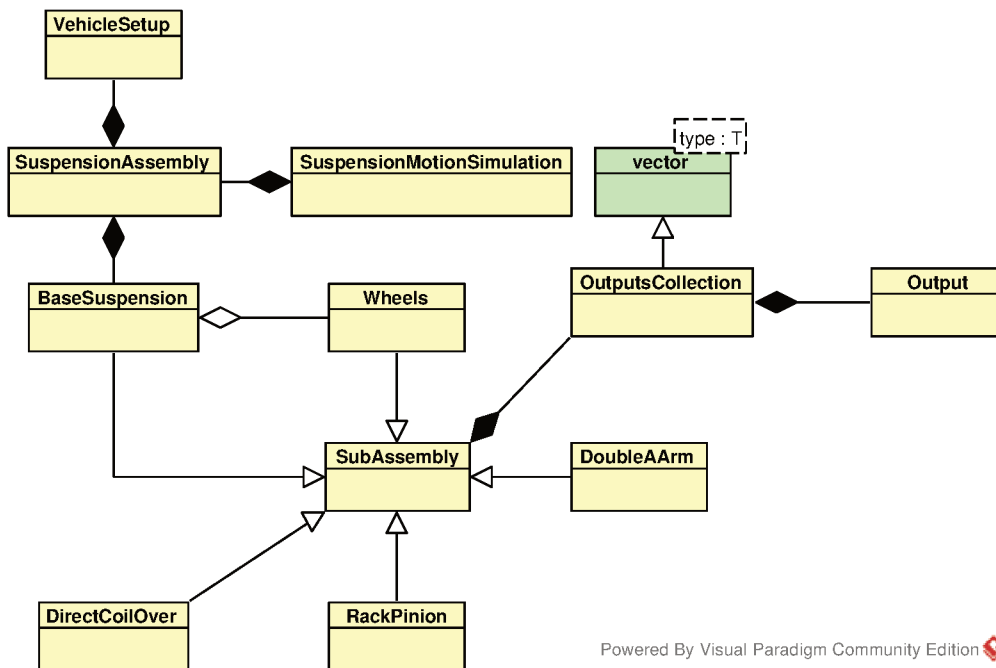 VehicleSetup
type : T
SuspensionAssembly
SuspensionMotionSimulation
vector
BaseSuspension
Wheels
OutputsCollection
Output
SubAssembly
DoubleAArm
DirectCoilOver
RackPinion
Powered By Visual Paradigm Community Edition